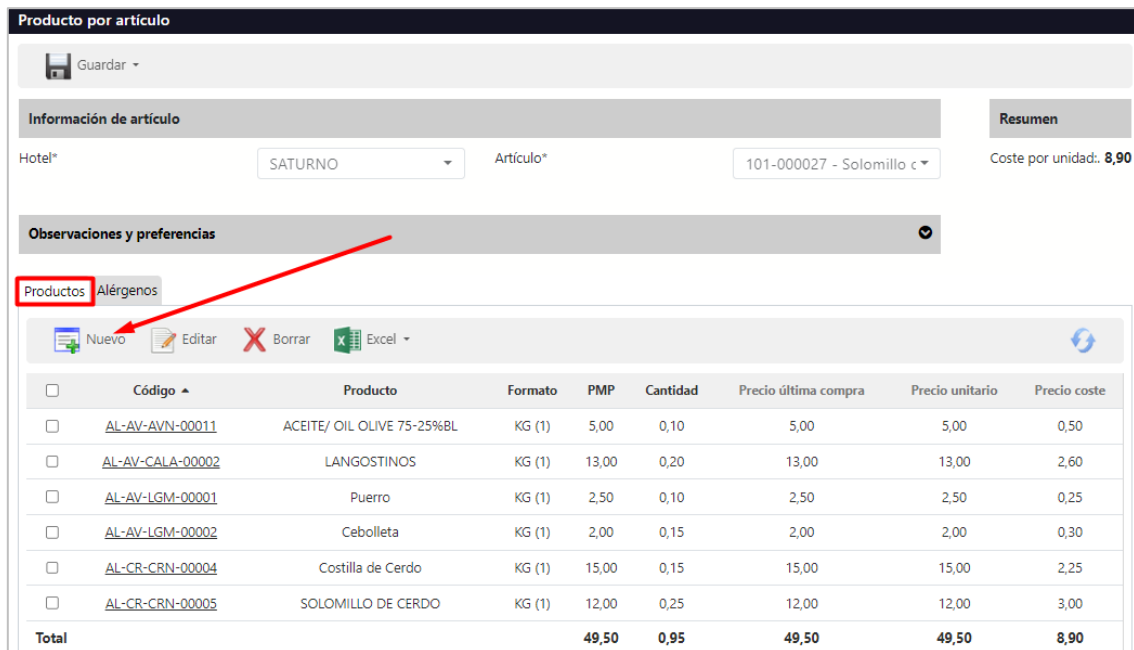 Producto por artículo
Guardar
Información de artículo
Resumen
Hotel*
SATURNO
Artículo*
101-000027 - Solomillo c
Coste por unidad:. 8,90
Observaciones y preferencias
Productos Alérgenos
Nuevo Editar Borrar Excel
Código Producto Formato PMP Cantidad Precio última compra Precio unitario Precio coste
AL-AV-AVN-00011 ACEITE/ OIL OLIVE 75-25%BL KG (1) 5,00 0,10 5,00 5,00 0,50
AL-AV-CALA-00002 LANGOSTINOS KG (1) 13,00 0,20 13,00 13,00 2,60
AL-AV-LGM-00001 Puerro KG (1) 2,50 0,10 2,50 2,50 0,25
AL-AV-LGM-00002 Cebolleta KG (1) 2,00 0,15 2,00 2,00 0,30
AL-CR-CRN-00004 Costilla de Cerdo KG (1) 15,00 0,15 15,00 15,00 2,25
AL-CR-CRN-00005 SOLOMILLO DE CERDO KG (1) 12,00 0,25 12,00 12,00 3,00
Total 49,50 0,95 49,50 49,50 8,90